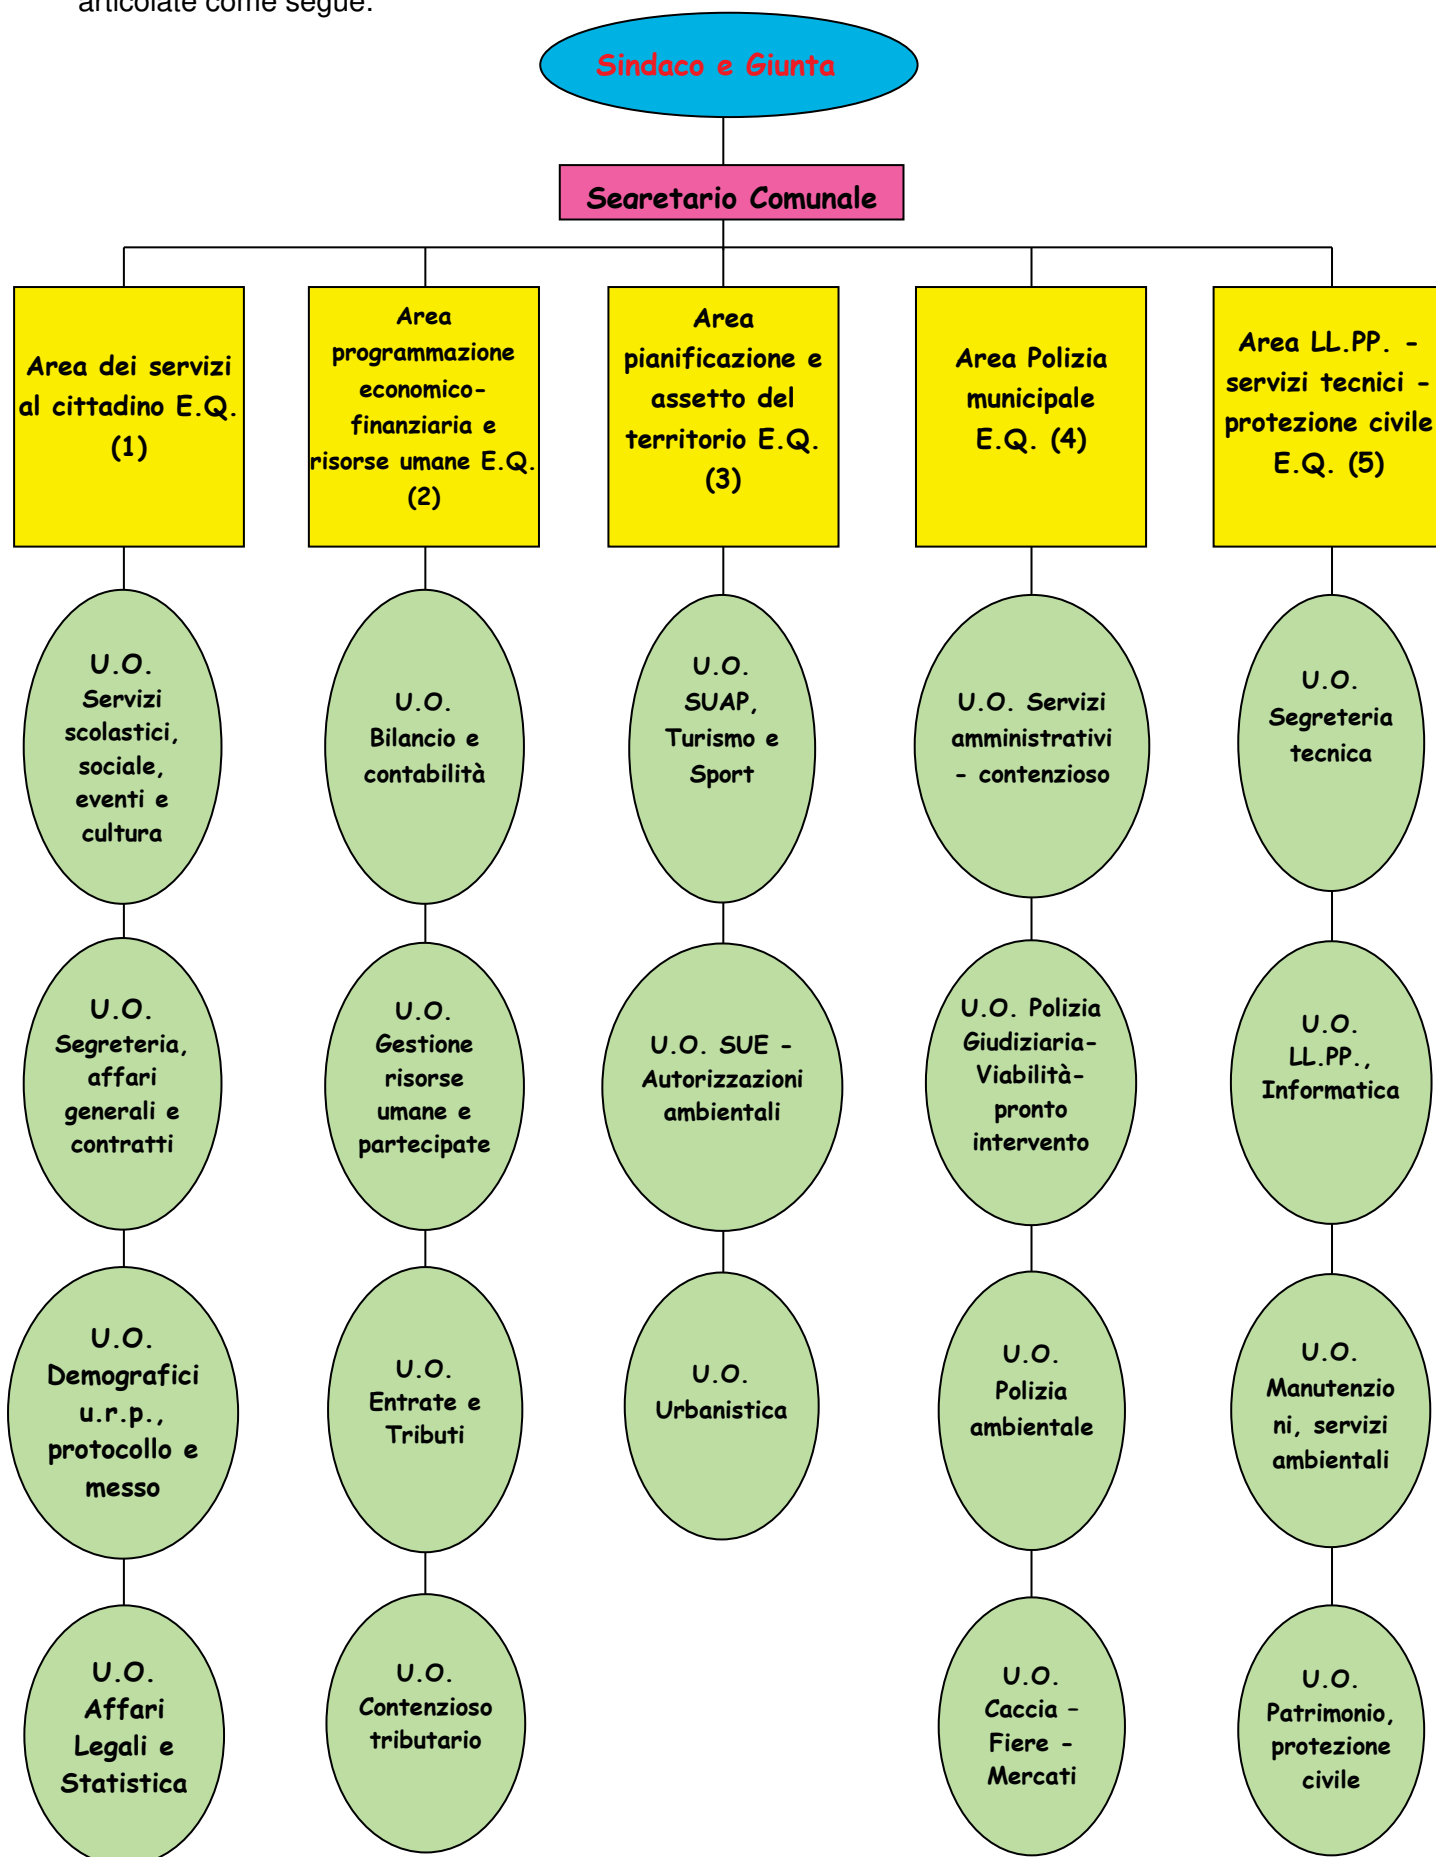 articolate come segue:
Sindaco e Giunta
Segretario Comunale
Area dei servizi
al cittadino E.Q.
(1)
Area
programmazione
economico-
finanziaria e
risorse umane E.Q.
(2)
Area
pianificazione e
assetto del
territorio E.Q.
(3)
Area Polizia
municipale
E.Q. (4)
Area LL.PP. -
servizi tecnici -
protezione civile
E.Q. (5)
U.O.
Servizi
scolastici,
sociale,
eventi e
cultura
U.O.
Bilancio e
contabilità
U.O.
SUAP,
Turismo e
Sport
U.O. Servizi
amministrativi
- contenzioso
U.O.
Segreteria
tecnica
U.O.
Segreteria,
affari
generali e
contratti
U.O.
Gestione
risorse
umane e
partecipate
U.O. SUE -
Autorizzazioni
ambientali
U.O. Polizia
Giudiziaria-
Viabilità-
pronto
intervento
U.O.
LL.PP.,
Informatica
U.O.
Demografici
u.r.p.,
protocollo e
messo
U.O.
Entrate e
Tributi
U.O.
Urbanistica
U.O.
Polizia
ambientale
U.O.
Manutenzio
ni, servizi
ambientali
U.O.
Affari
Legali e
Statistica
U.O.
Contenzioso
tributario
U.O.
Caccia –
Fiere -
Mercati
U.O.
Patrimonio,
protezione
civile